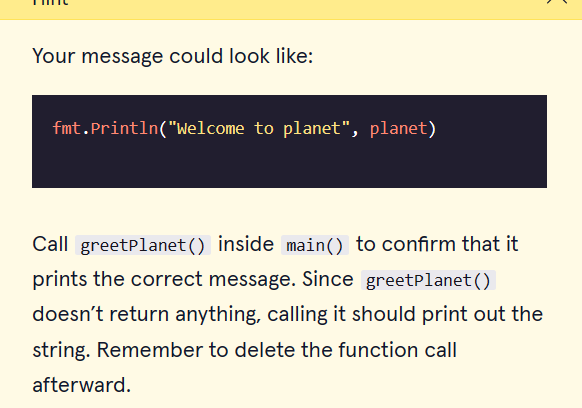 Hint
Your message could look like:
fmt.Println("Welcome to planet", planet)
Call greetPlanet() inside main() to confirm that it
prints the correct message. Since greetPlanet()
doesn’t return anything, calling it should print out the
string. Remember to delete the function call
afterward.